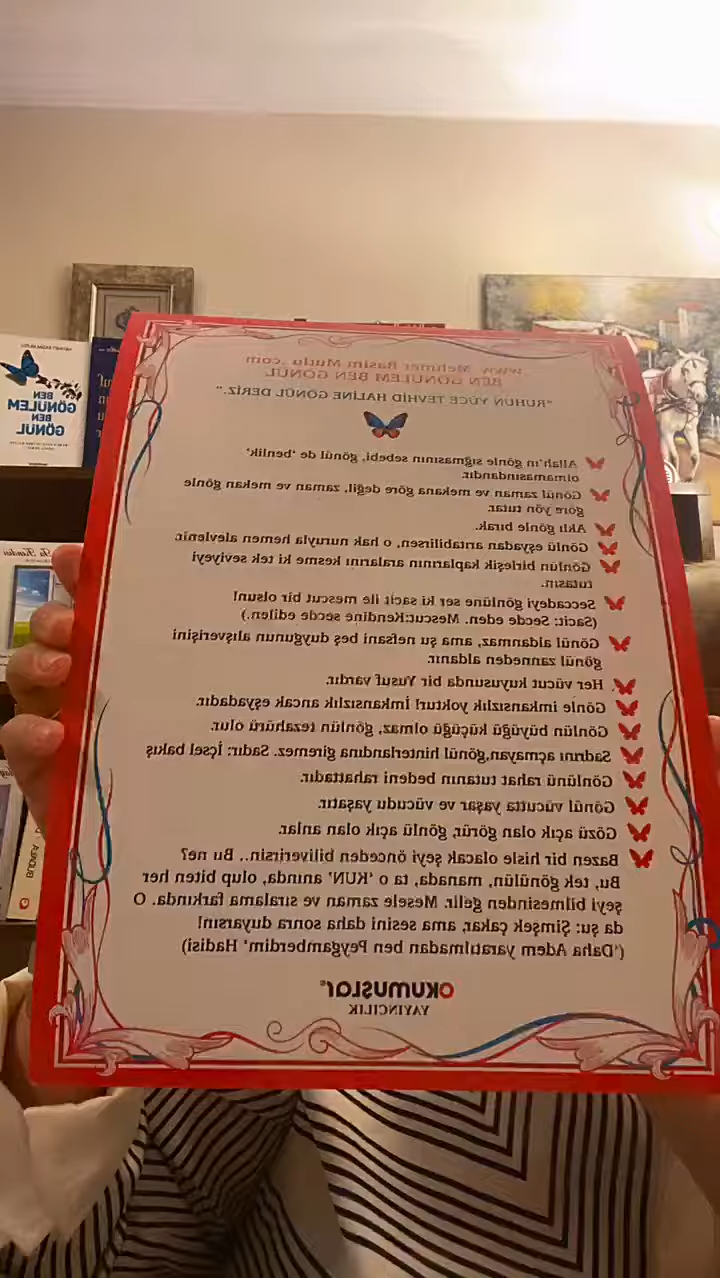 www. Mehmet Rasim Mutlu .com
BEN GÖNÜLEM BEN GÖNÜL
"RUHUN YÜCE TEVHİD HALİNE GÖNÜL DERİZ."
Allah'ın gönle sığmasının sebebi, gönül de 'benlik'
olmamasındandır.
Gönül zaman ve mekana göre değil, zaman ve mekan gönle
göre yön tutar.
Aklı gönle bırak.
Gönlü eşyadan arıtabilirsen, o hak nuruyla hemen alevlenir.
Gönlün birleşik kaplarının aralarını kesme ki tek seviyeyi
tutasın.
Seccadeyi gönlüne ser ki sacit ile mescut bir olsun!
(Sacit: Secde eden. Mescut:Kendine secde edilen.)
Gönül aldanmaz, ama şu nefsani beş duygunun alışverişini
gönül zanneden aldanır.
Her vücut kuyusunda bir Yusuf vardır.
Gönle imkansızlık yoktur! İmkansızlık ancak eşyadadır.
Gönlün büyüğü küçüğü olmaz, gönlün tezahürü olur.
Sadrını açmayan,gönül hinterlandına giremez. Sadır: İçsel bakış
Gönlünü rahat tutanın bedeni rahattadır.
Gönül vücutta yaşar ve vücudu yaşatır.
Gözü açık olan görür, gönlü açık olan anlar.
Bazen bir hisle olacak şeyi önceden biliverirsin.. Bu ne?
Bu, tek gönülün, manada, ta o 'KUN' anında, olup biten her
şeyi bilmesinden gelir. Mesele zaman ve sıralama farkında. O
da şu: Şimşek çakar, ama sesini daha sonra duyarsın!
('Daha Adem yaratılmadan ben Peygamberdim' Hadisi)
OKUMUŞLAR
YAYINCILIK
BEN
GÖNÜLEM
BEN
GÖNÜL